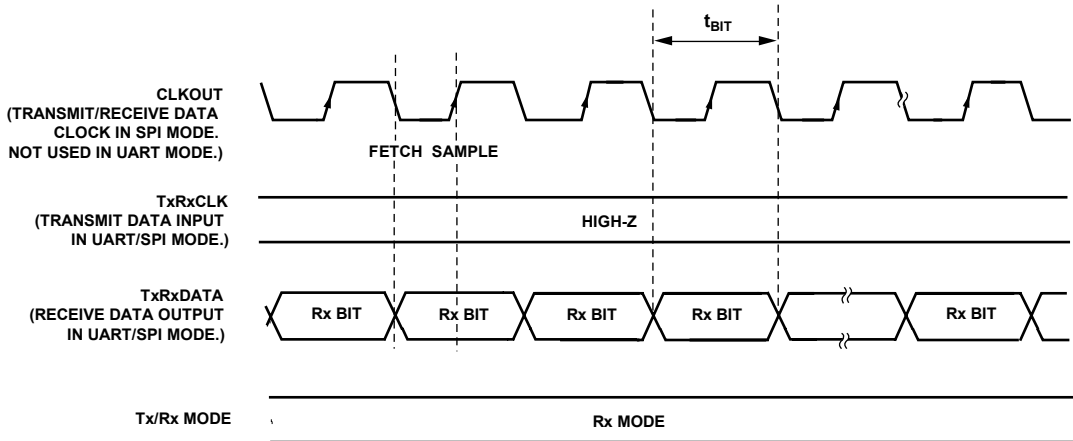 tBIT
CLKOUT
(TRANSMIT/RECEIVE DATA
CLOCK IN SPI MODE.
NOT USED IN UART MODE.)
FETCH SAMPLE
TxRxCLK
(TRANSMIT DATA INPUT
IN UART/SPI MODE.)
HIGH-Z
TxRxDATA
(RECEIVE DATA OUTPUT
IN UART/SPI MODE.)
Rx BIT
Rx BIT
Rx BIT
Rx BIT
Rx BIT
Tx/Rx MODE
Rx MODE